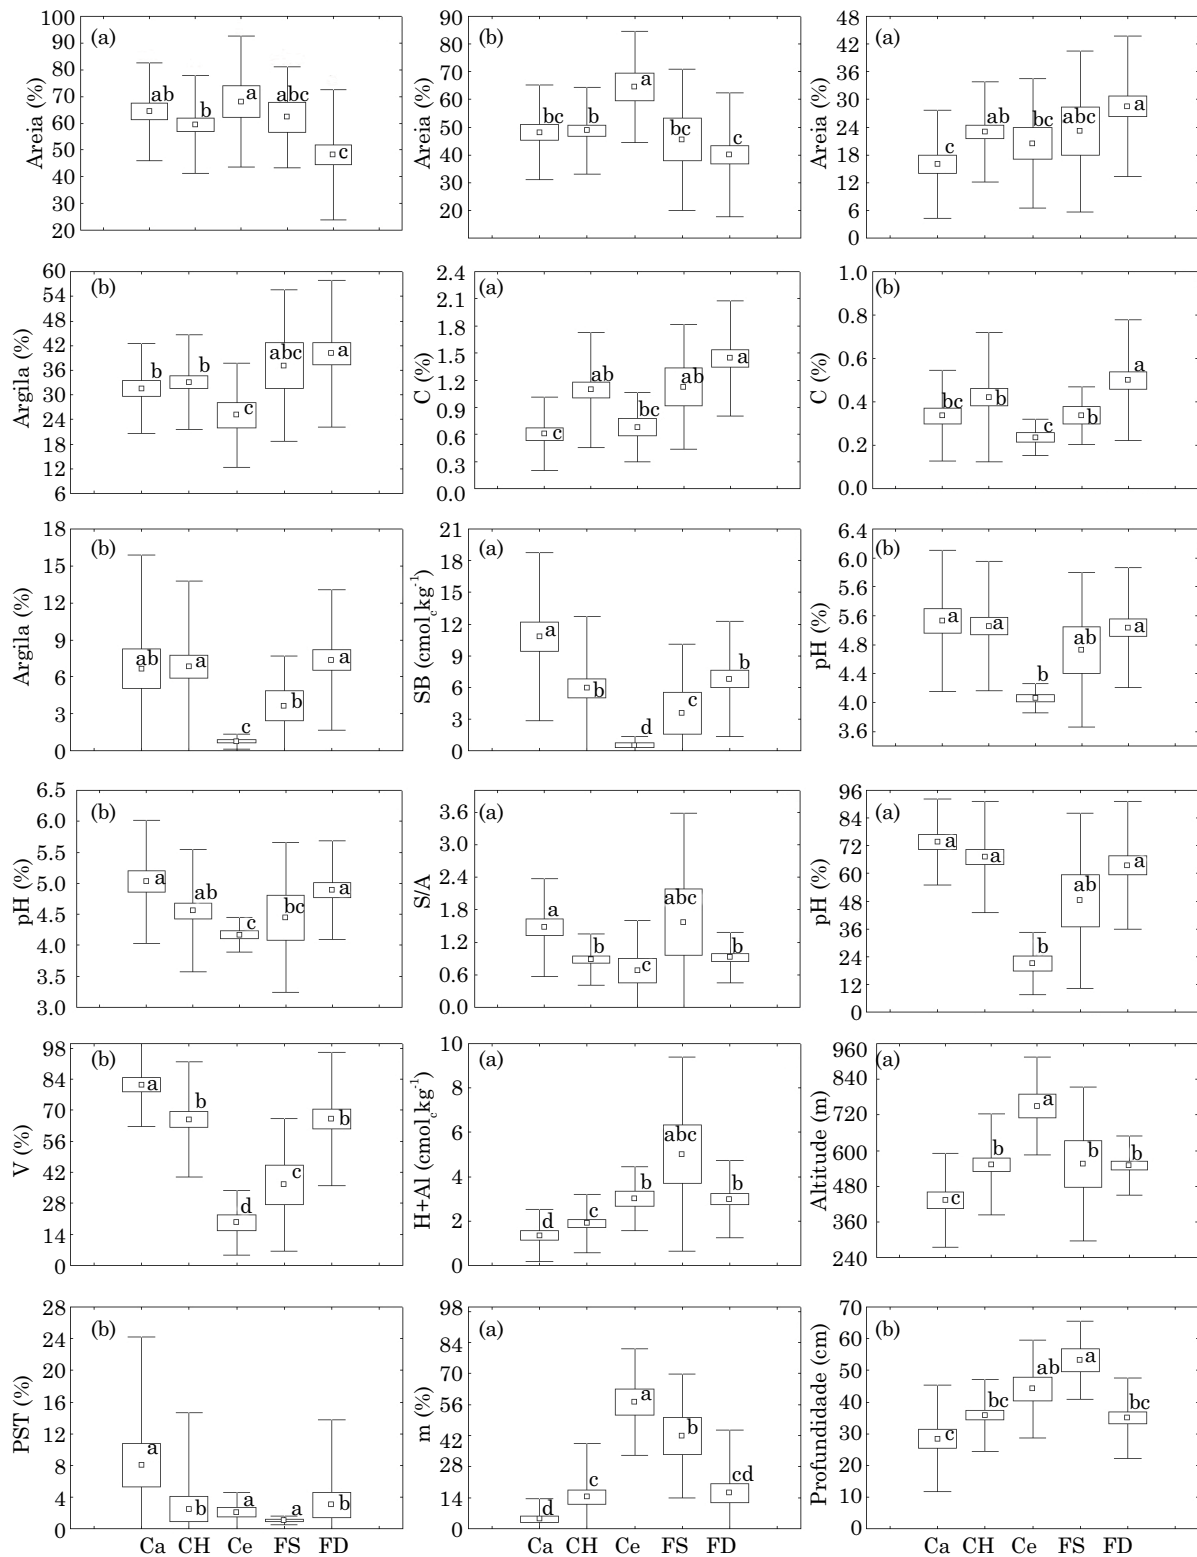 (a)
Areia (%)
100
90
80
70
60
50
40
30
20
ab
b
a
abc
c
(b)
Areia (%)
90
80
70
60
50
40
30
20
bc
b
a
bc
c
(a)
Areia (%)
48
42
36
30
24
18
12
6
0
c
ab
bc
abc
a
(b)
Argila (%)
60
54
48
42
36
30
24
18
12
6
b
b
c
abc
a
(a)
C (%)
2.4
2.1
1.8
1.5
1.2
0.9
0.6
0.3
0.0
c
ab
bc
ab
a
(b)
C (%)
1.0
0.8
0.6
0.4
0.2
0.0
bc
b
c
b
a
(b)
Argila (%)
18
15
12
9
6
3
0
ab
a
c
b
a
(a)
SB (cmolckg-1)
21
18
15
12
9
6
3
0
a
b
d
c
b
(b)
pH (%)
6.4
6.0
5.6
5.6
4.8
4.4
4.0
3.6
a
a
b
ab
a
(b)
pH (%)
6.5
6.0
5.5
5.0
4.5
4.0
3.5
3.0
a
ab
c
bc
a
(a)
S/A
3.6
3.0
2.4
1.8
1.2
0.6
0.0
a
b
c
abc
b
(a)
pH (%)
96
84
72
60
48
36
24
12
0
a
a
b
ab
a
(b)
V (%)
98
84
70
56
42
28
14
0
a
b
d
c
b
(a)
H+Al (cmolckg-1)
10
8
6
4
2
0
d
c
b
abc
b
(a)
Altitude (m)
960
840
720
600
480
360
240
c
b
a
b
b
(b)
PST (%)
28
24
20
16
12
8
4
0
a
b
a
a
b
(a)
m (%)
98
84
70
56
42
28
14
0
d
c
a
b
cd
(b)
Profundidade (cm)
70
60
50
40
30
20
10
0
c
bc
ab
a
bc
Ca CH Ce FS FD
Ca CH Ce FS FD
Ca CH Ce FS FD